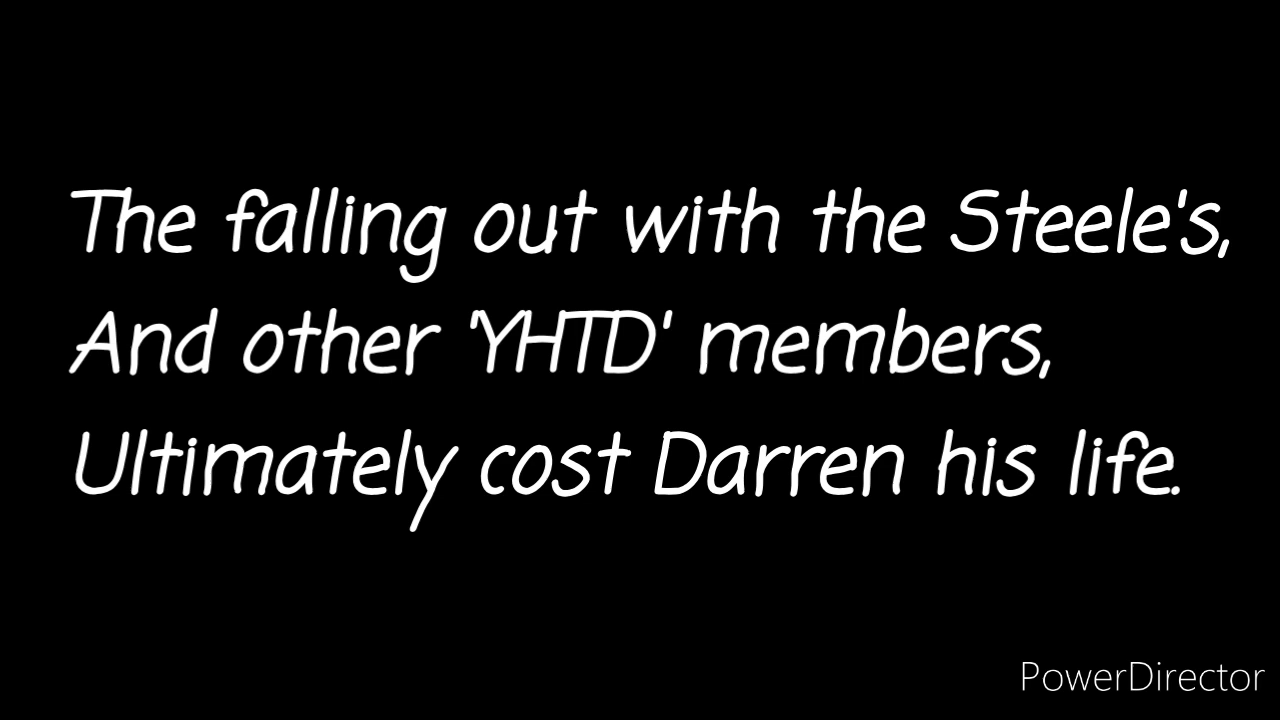 The falling out with the Steele's,
And other 'YHTD' members,
Ultimately cost Darren his life.
PowerDirector